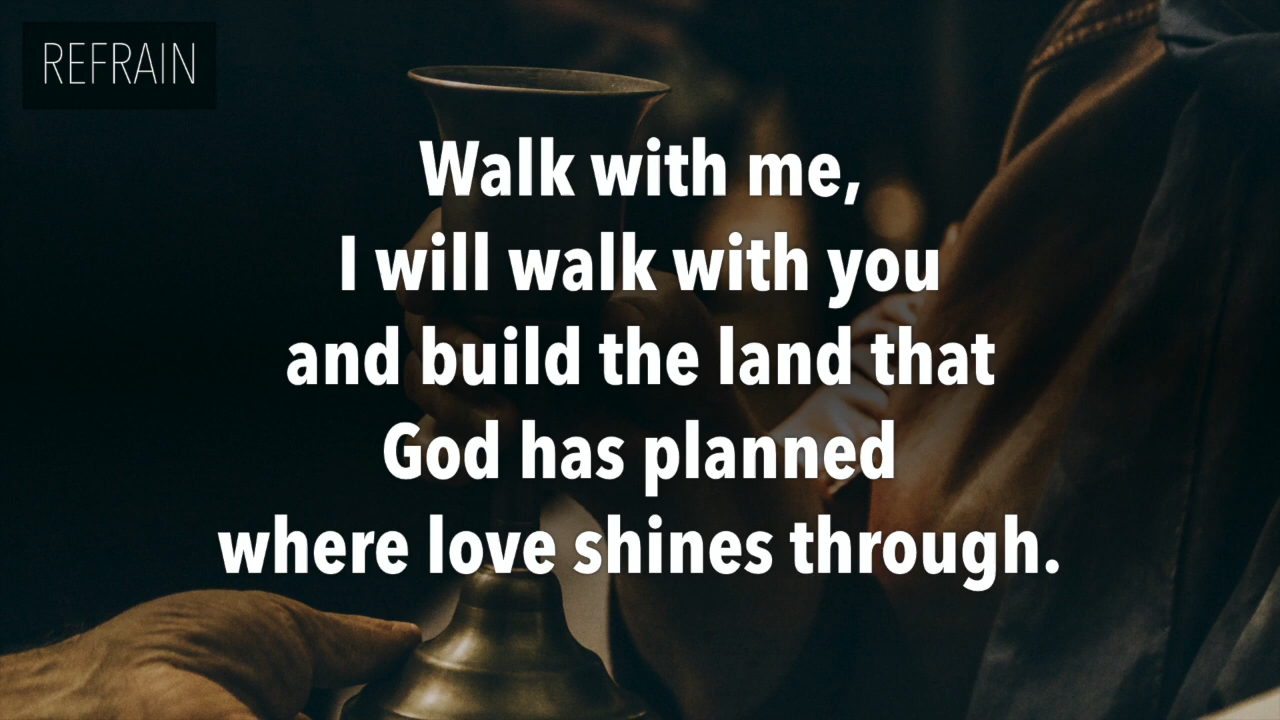 REFRAIN
Walk with me,
I will walk with you
and build the land that
God has planned
where love shines through.